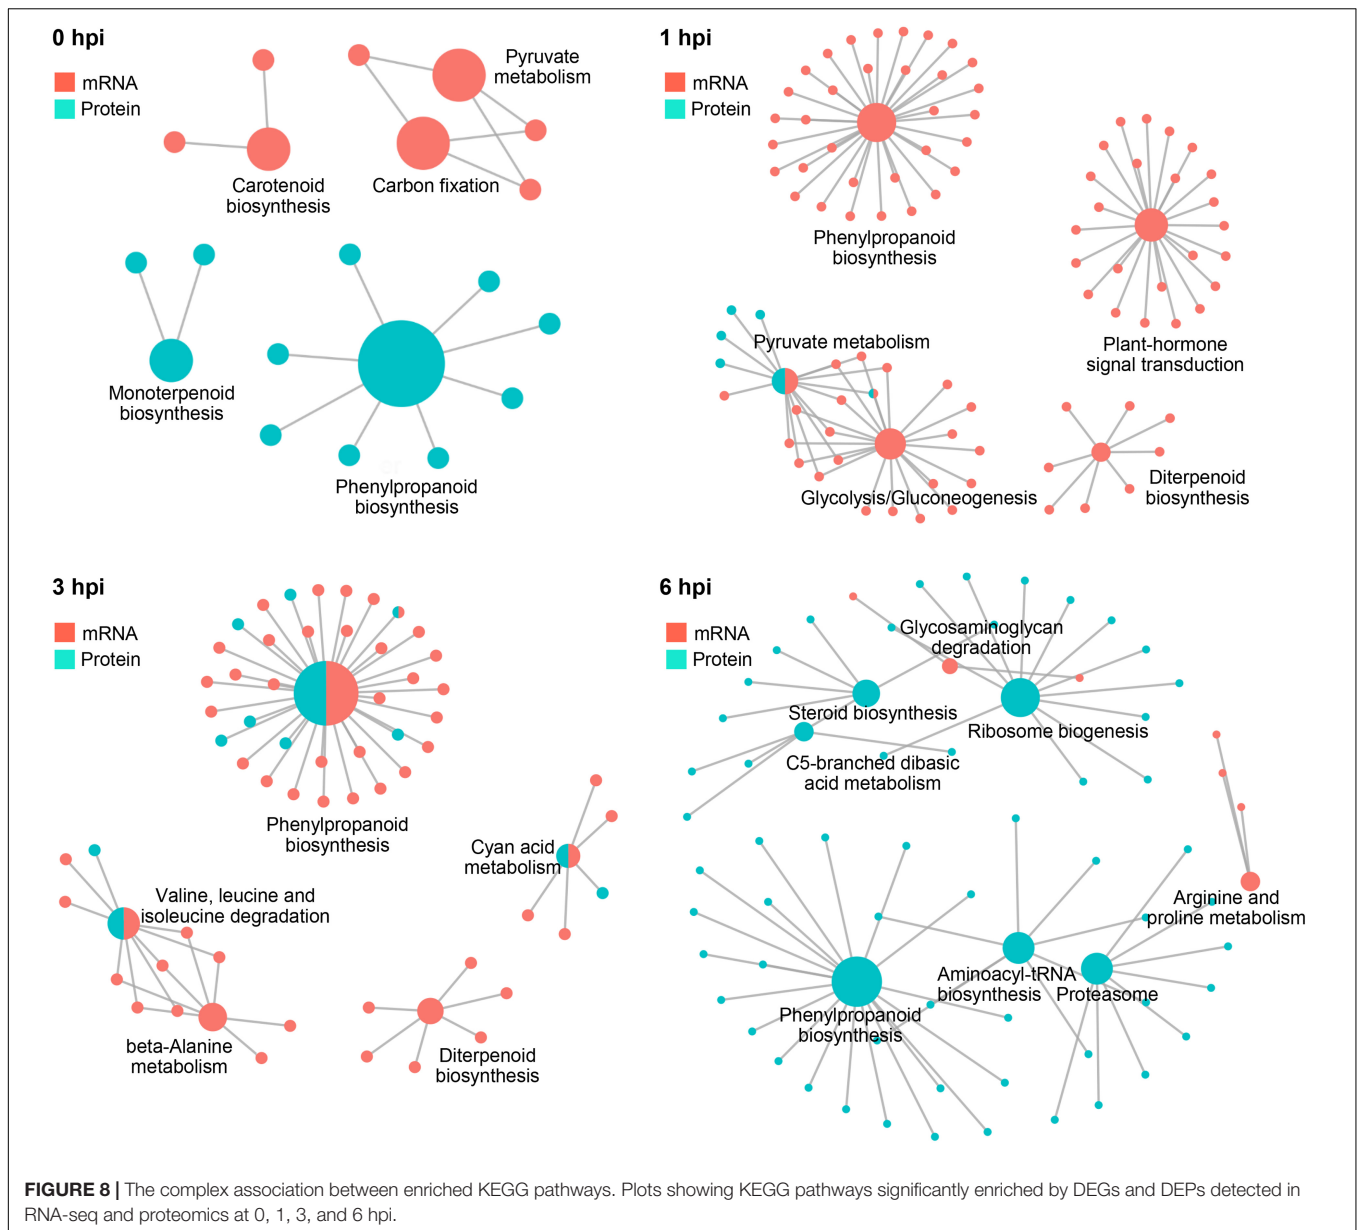 0 hpi
mRNA
Protein
Pyruvate
metabolism
Carotenoid
biosynthesis
Carbon fixation
Monoterpenoid
biosynthesis
Phenylpropanoid
biosynthesis
1 hpi
mRNA
Protein
Phenylpropanoid
biosynthesis
Plant-hormone
signal transduction
Pyruvate metabolism
Glycolysis/Gluconeogenesis
Diterpenoid
biosynthesis
3 hpi
mRNA
Protein
Phenylpropanoid
biosynthesis
Cyan acid
metabolism
Valine, leucine and
isoleucine degradation
beta-Alanine
metabolism
Diterpenoid
biosynthesis
6 hpi
mRNA
Protein
Glycosaminoglycan
degradation
Steroid biosynthesis
Ribosome biogenesis
C5-branched dibasic
acid metabolism
Arginine and
proline metabolism
Aminoacyl-tRNA
biosynthesis
Proteasome
Phenylpropanoid
biosynthesis
FIGURE 8 | The complex association between enriched KEGG pathways. Plots showing KEGG pathways significantly enriched by DEGs and DEPs detected in
RNA-seq and proteomics at 0, 1, 3, and 6 hpi.